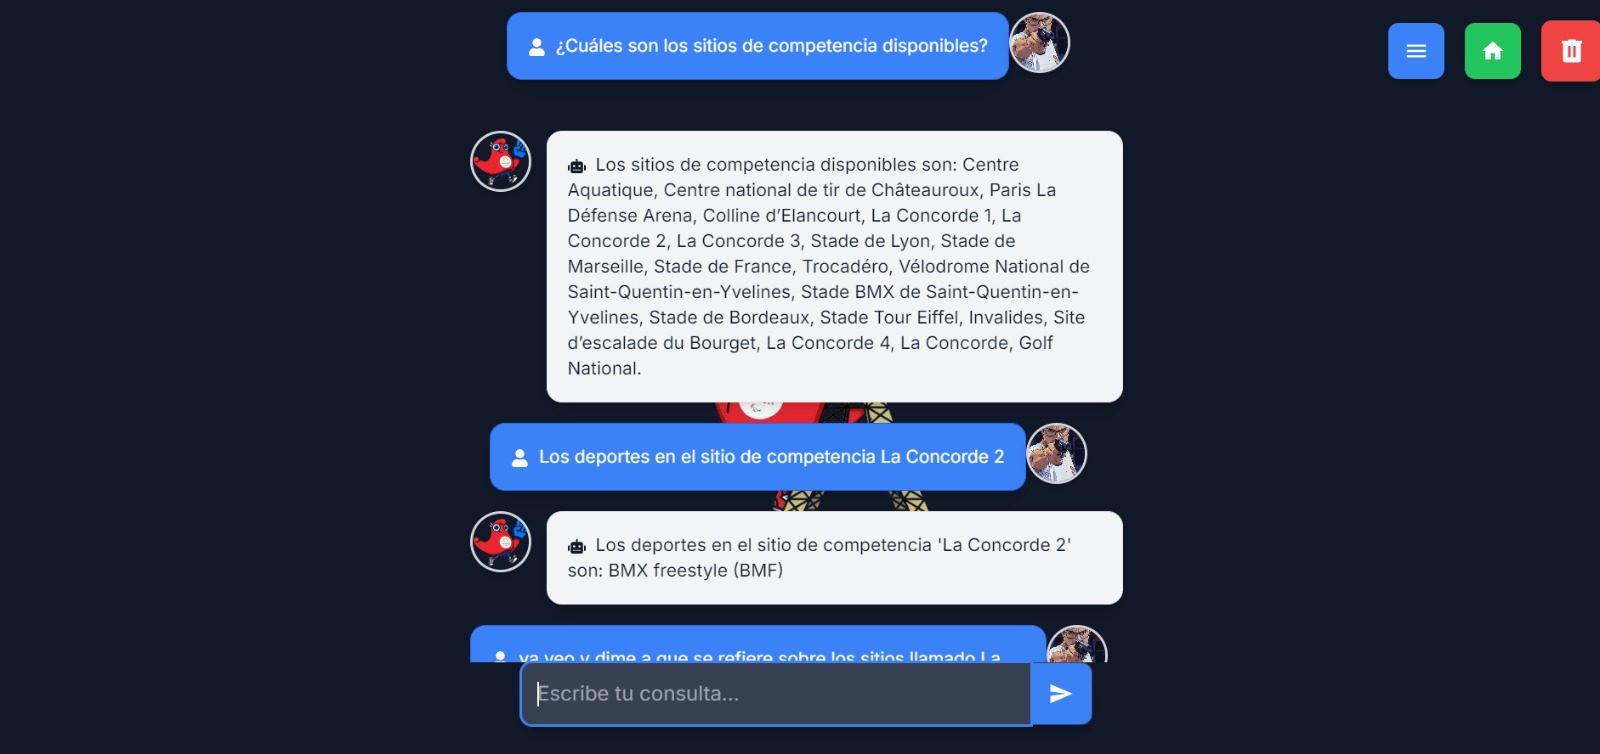 ¿Cuáles son los sitios de competencia disponibles?
Los sitios de competencia disponibles son: Centre
Aquatique, Centre national de tir de Châteauroux, Paris La
Défense Arena, Colline d’Elancourt, La Concorde 1, La
Concorde 2, La Concorde 3, Stade de Lyon, Stade de
Marseille, Stade de France, Trocadéro, Vélodrome National de
Saint-Quentin-en-Yvelines, Stade BMX de Saint-Quentin-en-
Yvelines, Stade de Bordeaux, Stade Tour Eiffel, Invalides, Site
d’escalade du Bourget, La Concorde 4, La Concorde, Golf
National.
Los deportes en el sitio de competencia La Concorde 2
Los deportes en el sitio de competencia 'La Concorde 2'
son: BMX freestyle (BMF)
ya veo y dime a que se refiere sobre los sitios llamado La
Escribe tu consulta...